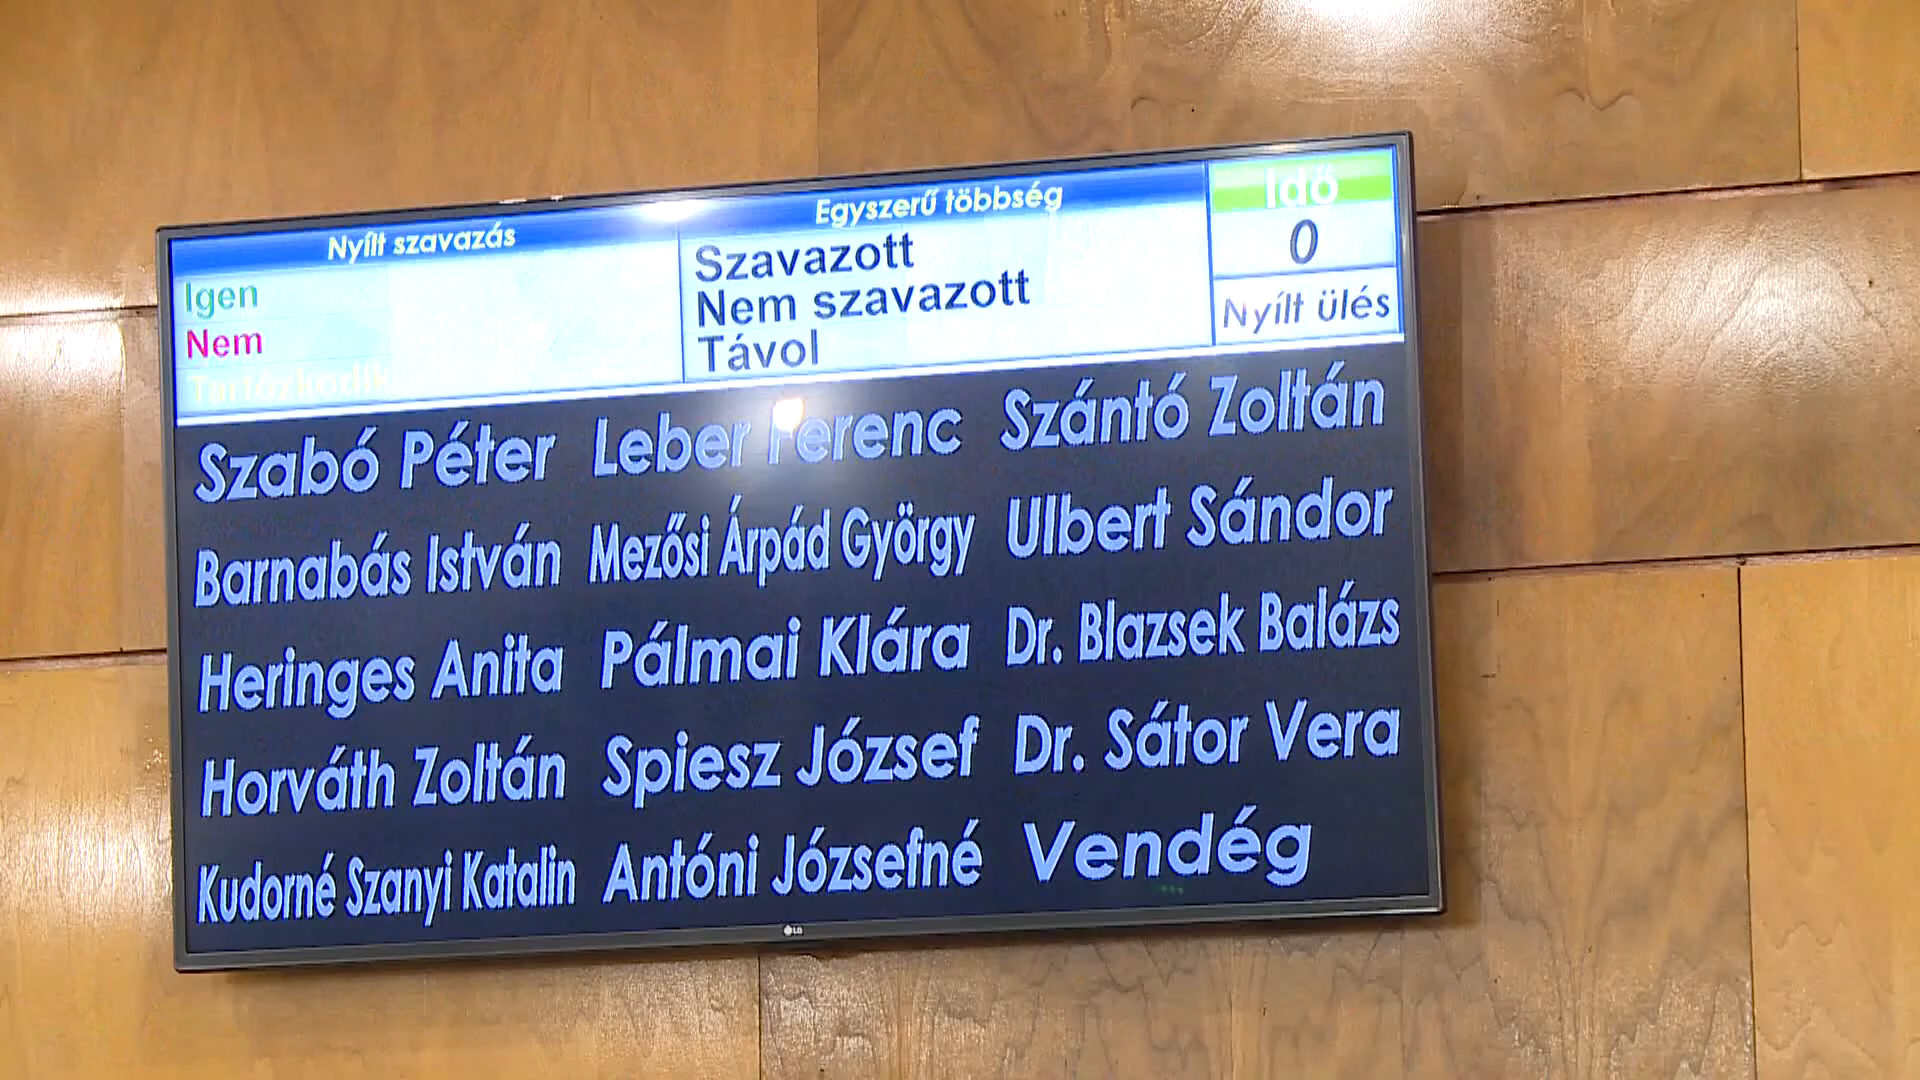 Nyílt szavazás
Igen
Nem
Tartózkodik
Egyszerű többség
Szavazott
Nem szavazott
Távol
Idő
0
Nyílt ülés
Szabó Péter Leber Ferenc Szántó Zoltán
Barnabás István Mezősi Árpád György Ulbert Sándor
Heringes Anita Pálmai Klára Dr. Blazsek Balázs
Horváth Zoltán Spiesz József Dr. Sátor Vera
Kudorné Szanyi Katalin Antóni Józsefné Vendég
LG